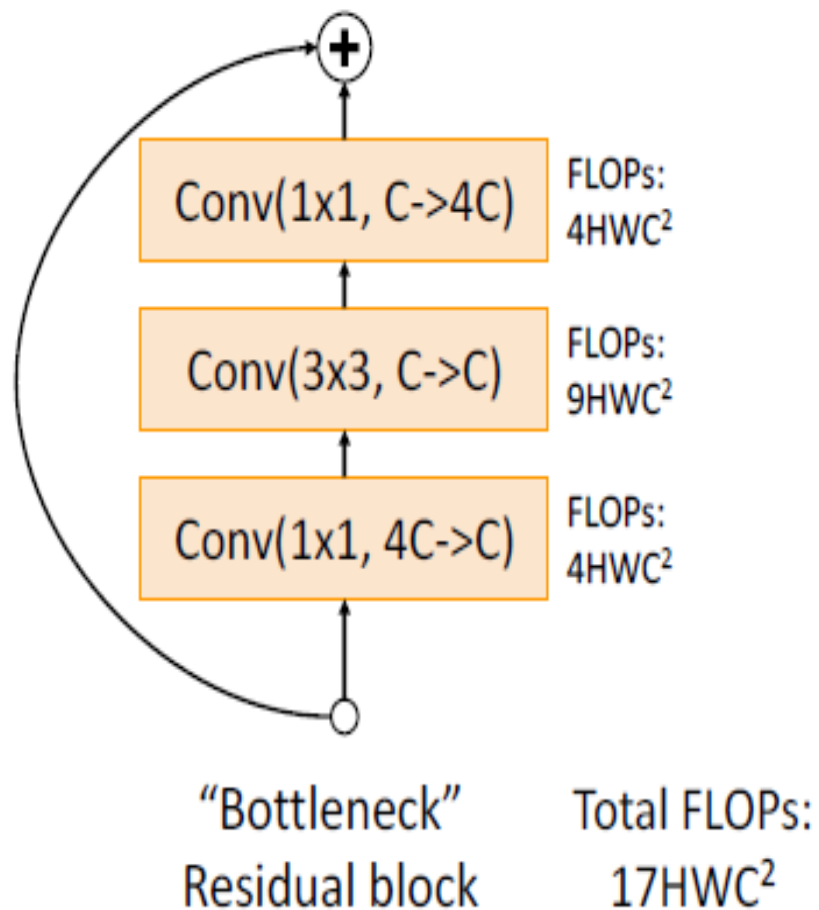 +
Conv(1x1, C->4C)
FLOPs:
4HWC²
Conv(3x3, C->C)
FLOPs:
9HWC²
Conv(1x1, 4C->C)
FLOPs:
4HWC²
“Bottleneck”
Residual block
Total FLOPs:
17HWC²